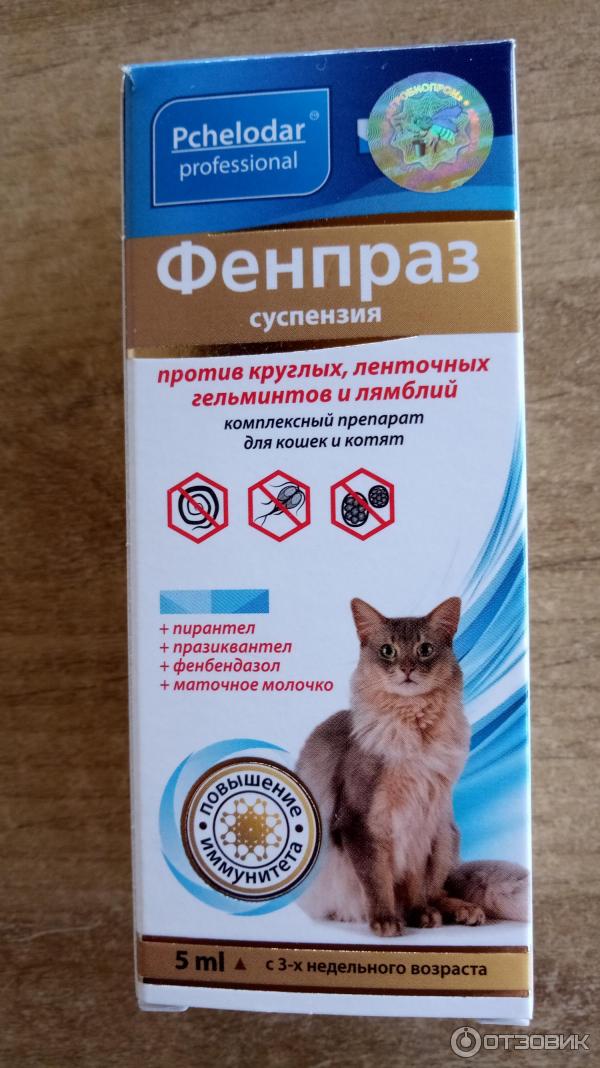 Pchelodar®
professional
АГРОБИОПРОМ»
Фенпраз
суспензия
против круглых, ленточных
гельминтов и лямблий
комплексный препарат
для кошек и котят
+ пирантел
+ празиквантел
+ фенбендазол
+ маточное молочко
• ПОВЫШЕНИЕ •
ИММУНИТЕТА
5 ml ▲ с 3-х недельного возраста
ОТЗОВИК